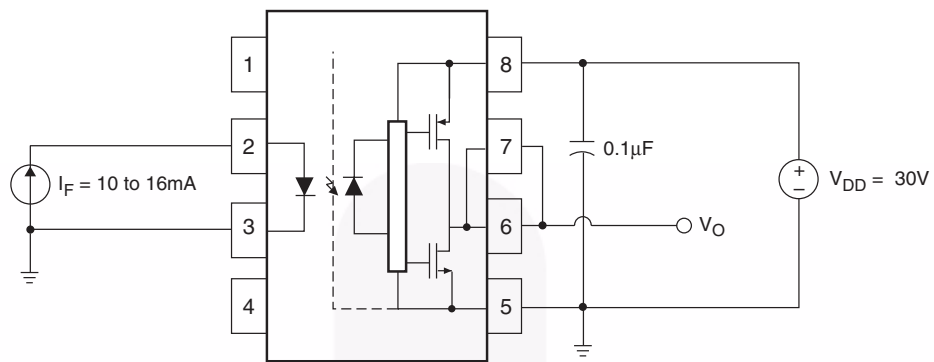 1
8
2
7
0.1μF
+
–
V_DD = 30V
I_F = 10 to 16mA
3
6
V_O
4
5